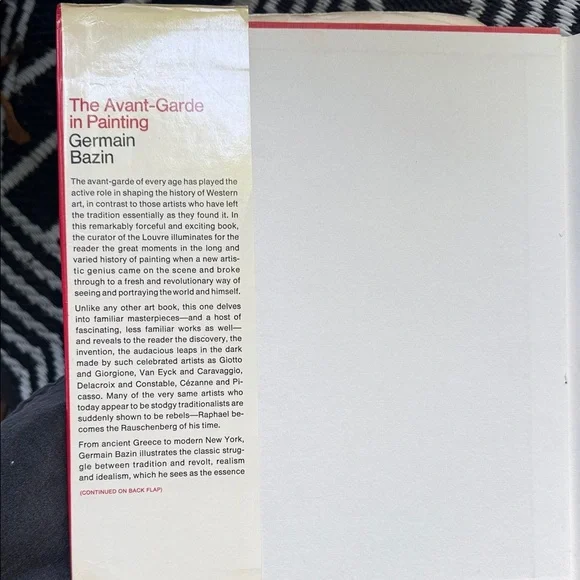 The Avant-Garde
in Painting
Germain
Bazin
The avant-garde of every age has played the
active role in shaping the history of Western
art, in contrast to those artists who have left
the tradition essentially as they found it. In
this remarkably forceful and exciting book,
the curator of the Louvre illuminates for the
reader the great moments in the long and
varied history of painting when a new artis-
tic genius came on the scene and broke
through to a fresh and revolutionary way of
seeing and portraying the world and himself.
Unlike any other art book, this one delves
into familiar masterpieces—and a host of
fascinating, less familiar works as well—
and reveals to the reader the discovery, the
invention, the audacious leaps in the dark
made by such celebrated artists as Giotto
and Giorgione, Van Eyck and Caravaggio,
Delacroix and Constable, Cézanne and Pi-
casso. Many of the very same artists who
today appear to be stodgy traditionalists are
suddenly shown to be rebels—Raphael be-
comes the Rauschenberg of his time.
From ancient Greece to modern New York,
Germain Bazin illustrates the classic strug-
gle between tradition and revolt, realism
and idealism, which he sees as the essence
(CONTINUED ON BACK FLAP)